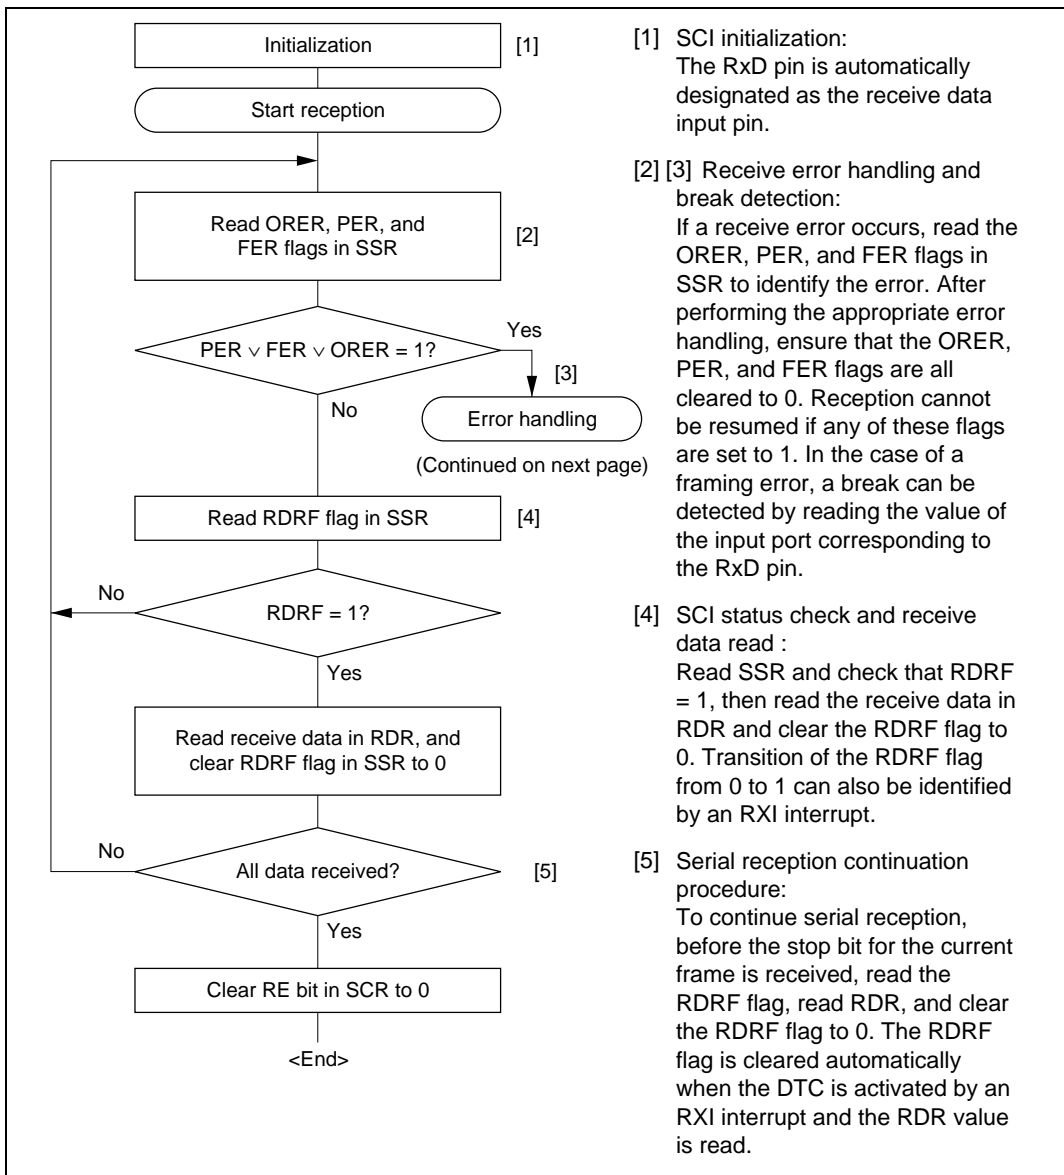 Initialization
[1]
Start reception
Read ORER, PER, and
FER flags in SSR
[2]
PER ∨ FER ∨ ORER = 1?
Yes
[3]
No
Error handling
(Continued on next page)
Read RDRF flag in SSR
[4]
No
RDRF = 1?
Yes
Read receive data in RDR, and
clear RDRF flag in SSR to 0
No
All data received?
[5]
Yes
Clear RE bit in SCR to 0
<End>
[1] SCI initialization:
The RxD pin is automatically
designated as the receive data
input pin.
[2] [3] Receive error handling and
break detection:
If a receive error occurs, read the
ORER, PER, and FER flags in
SSR to identify the error. After
performing the appropriate error
handling, ensure that the ORER,
PER, and FER flags are all
cleared to 0. Reception cannot
be resumed if any of these flags
are set to 1. In the case of a
framing error, a break can be
detected by reading the value of
the input port corresponding to
the RxD pin.
[4] SCI status check and receive
data read :
Read SSR and check that RDRF
= 1, then read the receive data in
RDR and clear the RDRF flag to
0. Transition of the RDRF flag
from 0 to 1 can also be identified
by an RXI interrupt.
[5] Serial reception continuation
procedure:
To continue serial reception,
before the stop bit for the current
frame is received, read the
RDRF flag, read RDR, and clear
the RDRF flag to 0. The RDRF
flag is cleared automatically
when the DTC is activated by an
RXI interrupt and the RDR value
is read.